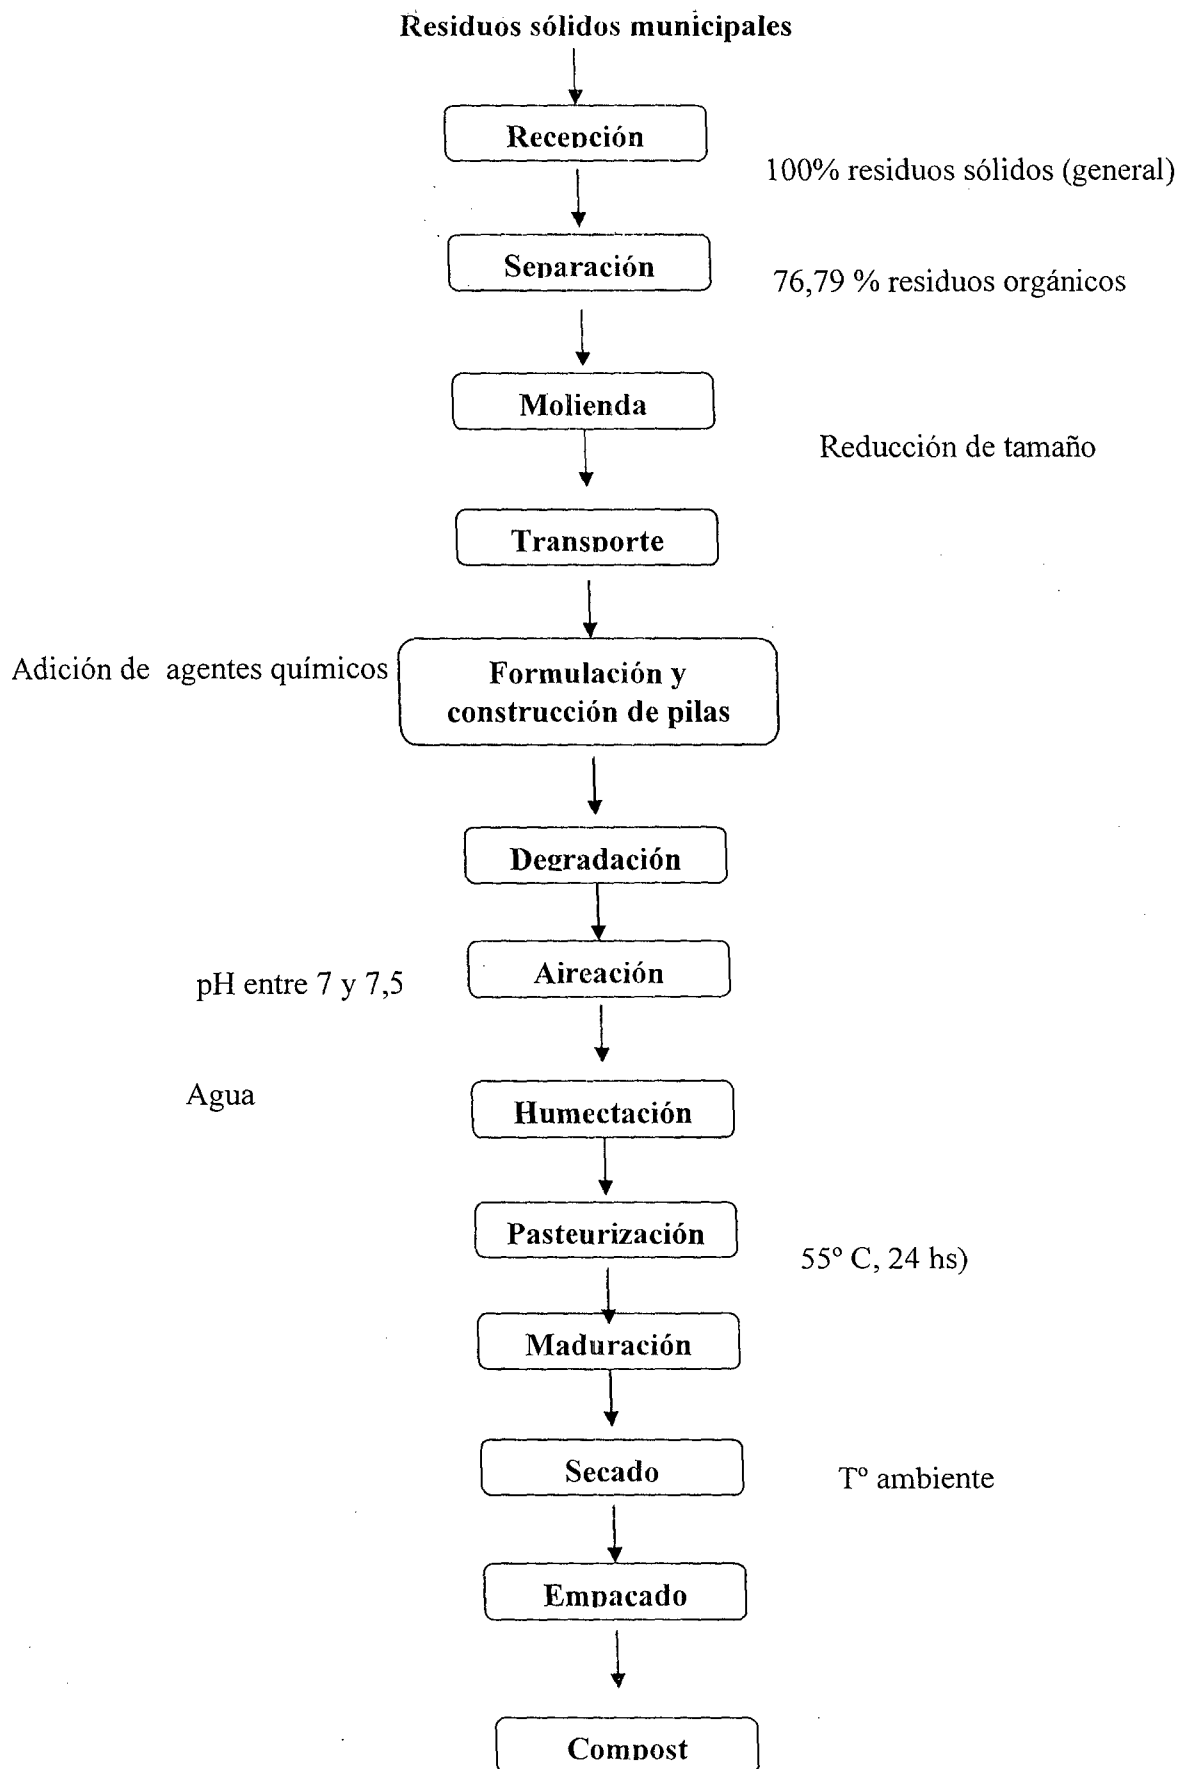 Residuos sólidos municipales
Recepción
100% residuos sólidos (general)
Separación
76,79 % residuos orgánicos
Molienda
Reducción de tamaño
Transporte
Adición de agentes químicos
Formulación y
construcción de pilas
Degradación
Aireación
pH entre 7 y 7,5
Agua
Humectación
Pasteurización
55º C, 24 hs)
Maduración
Secado
Tº ambiente
Empacado
Compost